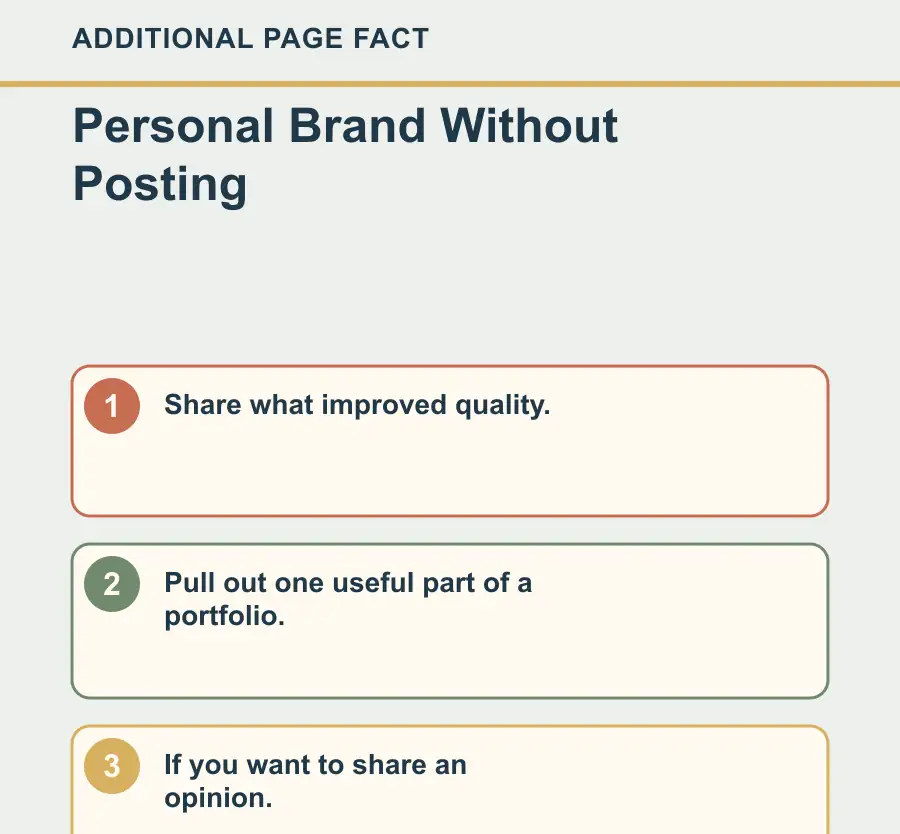 ADDITIONAL PAGE FACT
Personal Brand Without
Posting
1
Share what improved quality.
2
Pull out one useful part of a
portfolio.
3
If you want to share an
opinion.